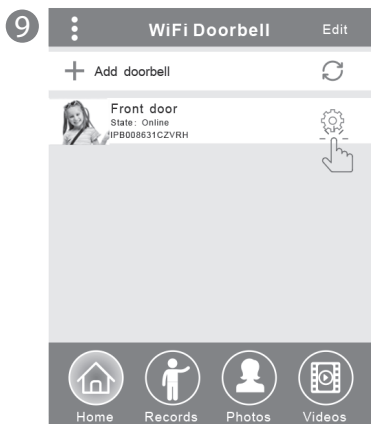 9
WiFi Doorbell Edit
Add doorbell
Front door
State: Online
IPB008631CZVRH
Home Records Photos Videos